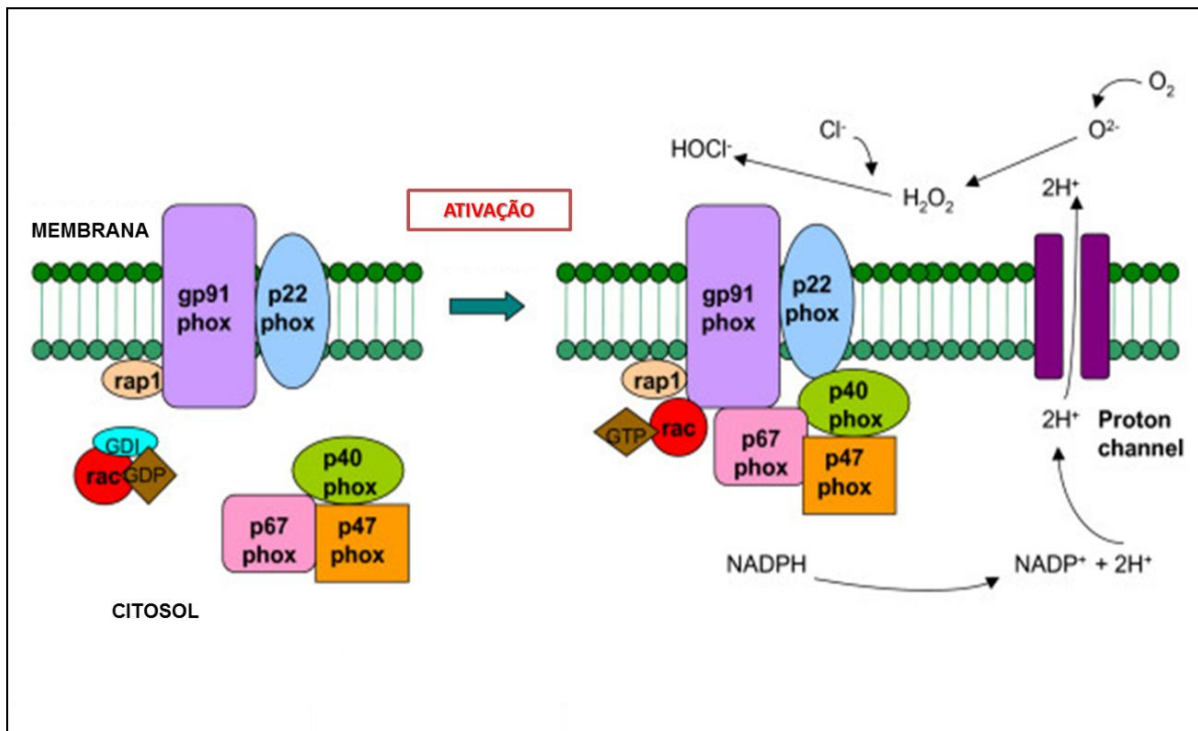 MEMBRANA
gp91
phox
p22
phox
rap1
GDI
rac
GDP
p40
phox
p67
phox
p47
phox
CITOSOL
ATIVAÇÃO
O₂
O²⁻
Cl⁻
HOCl⁻
H₂O₂
2H⁺
gp91
phox
p22
phox
rap1
GTP
rac
p40
phox
p67
phox
p47
phox
2H⁺
Proton
channel
NADPH
NADP⁺ + 2H⁺